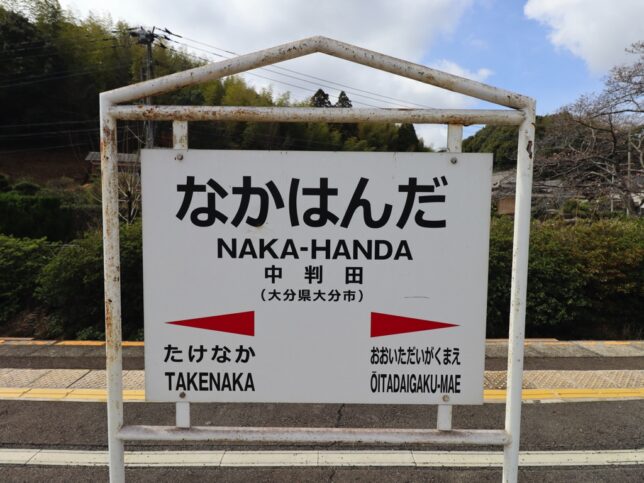 なかはんだ
NAKA-HANDA
中判田
（大分県大分市）
たけなか
TAKENAKA
おおいただいがくまえ
ŌITADAIGAKU-MAE